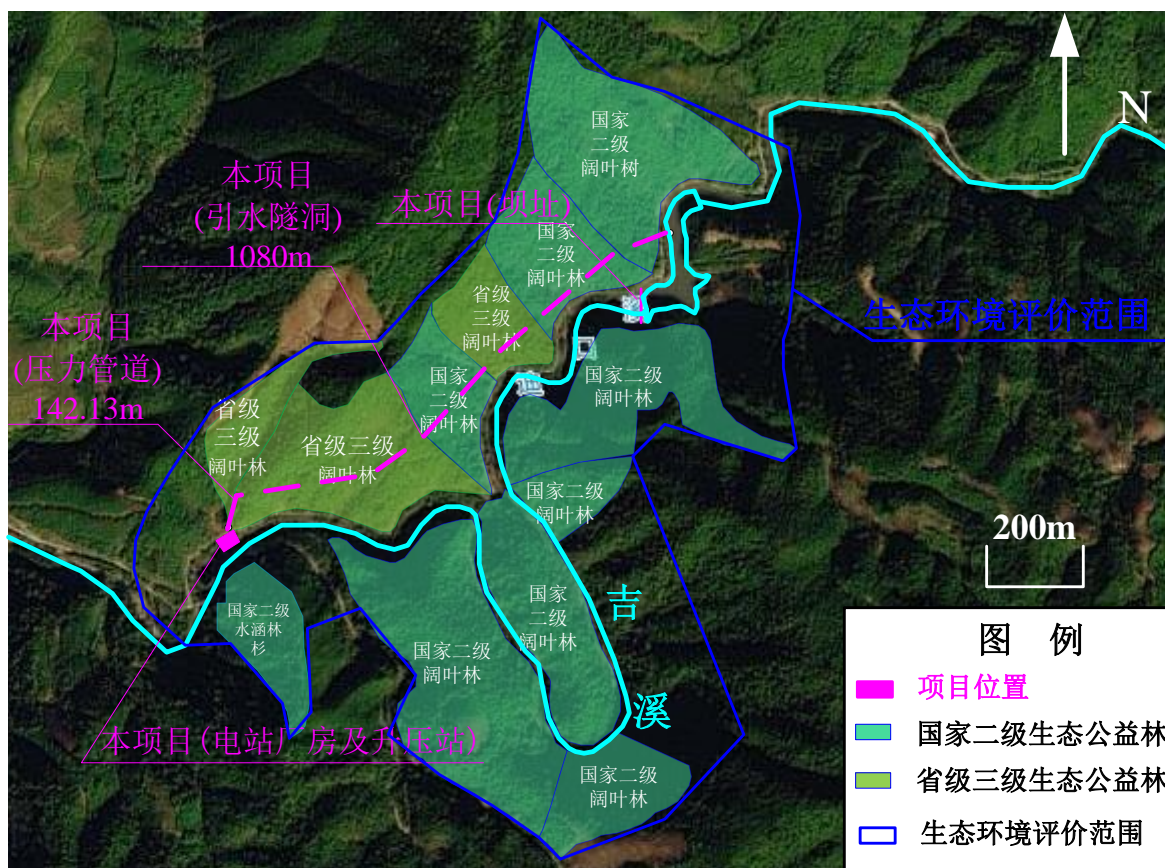 N
国家
二级
阔叶树
本项目
(引水隧洞)
1080m
本项目(坝址)
国家
二级
阔叶林
省级
三级
阔叶林
生态环境评价范围
本项目
(压力管道)
142.13m
国家
二级
阔叶林
国家二级
阔叶林
省级
三级
阔叶林
省级三级
阔叶林
国家二级
阔叶林
200m
国家二级
水涵林
杉
国家
二级
阔叶林
吉
溪
国家二级
阔叶林
本项目(电站厂房及升压站)
国家二级
阔叶林
图 例
项目位置
国家二级生态公益林
省级三级生态公益林
生态环境评价范围